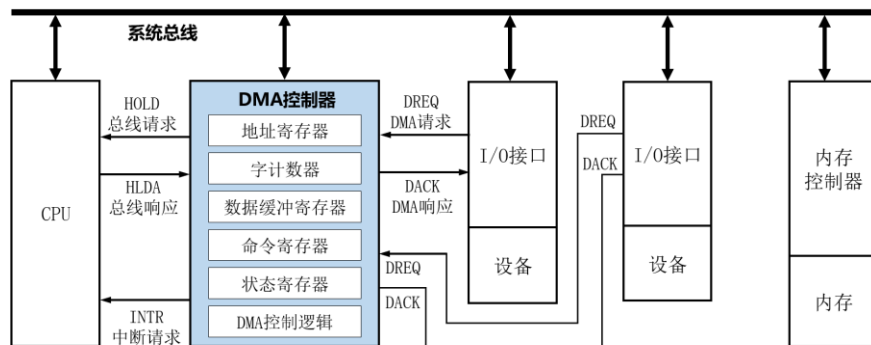 系统总线
CPU
HOLD
总线请求
HLDA
总线响应
INTR
中断请求
DMA控制器
地址寄存器
字计数器
数据缓冲寄存器
命令寄存器
状态寄存器
DMA控制逻辑
DREQ
DMA请求
DACK
DMA响应
DREQ
DACK
I/O接口
设备
DREQ
DACK
I/O接口
设备
内存
控制器
内存